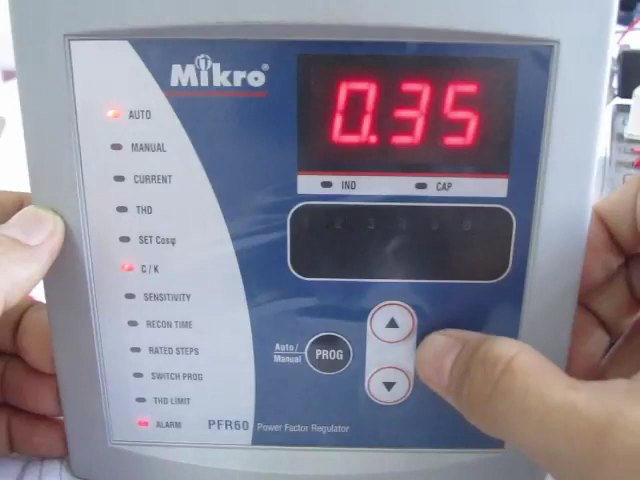 Mikro®
0.35
AUTO
MANUAL
CURRENT
THD
SET Cosφ
C / K
SENSITIVITY
RECON TIME
RATED STEPS
SWITCH PROG
THD LIMIT
ALARM
IND
CAP
Auto /
Manual
PROG
PFR60 Power Factor Regulator